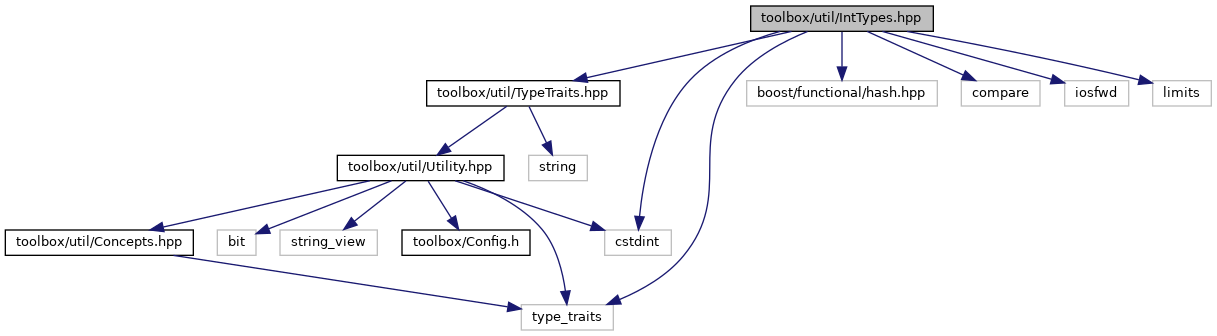 toolbox/util/IntTypes.hpp
toolbox/util/TypeTraits.hpp
boost/functional/hash.hpp
compare
iosfwd
limits
toolbox/util/Utility.hpp
string
toolbox/util/Concepts.hpp
bit
string_view
toolbox/Config.h
cstdint
type_traits